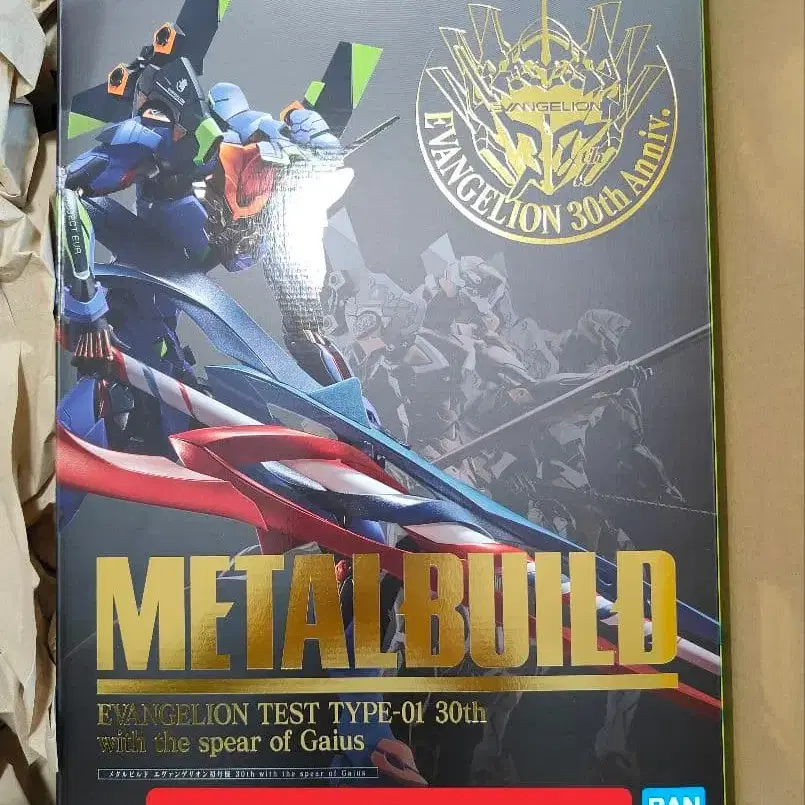 EVANGELION
30th
EVANGELION 30th Anniv.
METALBUILD
EVANGELION TEST TYPE-01 30th
with the spear of Gaius
メタルビルド エヴァンゲリオン初号機 30th with the spear of Gaius
BAN